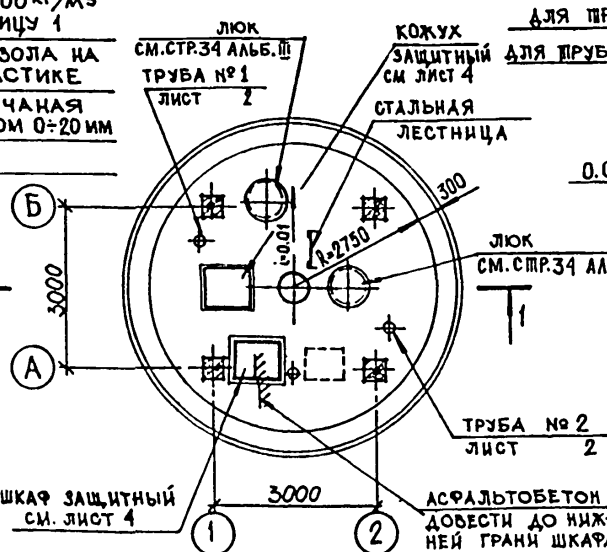 ИЦУ 1
ЗОЛА НА
АСТИКЕ
ЧАНАЯ
ОМ 0÷20 ММ
ЛЮК
СМ.СТР.34 АЛЬБ.III
ТРУБА №1
ЛИСТ 2
КОЖУХ
ЗАЩИТНЫЙ
СМ ЛИСТ 4
СТАЛЬНАЯ
ЛЕСТНИЦА
ДЛЯ ТР
ДЛЯ ТРУБ
0.0
300
Б
i=0.01
R=2750
3000
ЛЮК
СМ.СТР.34 АЛ
1
А
ТРУБА №2
ЛИСТ 2
ШКАФ ЗАЩИТНЫЙ
СМ. ЛИСТ 4
3000
1
2
АСФАЛЬТОБЕТОН
ДОВЕСТИ ДО НИЖ-
НЕЙ ГРАНИ ШКАФА